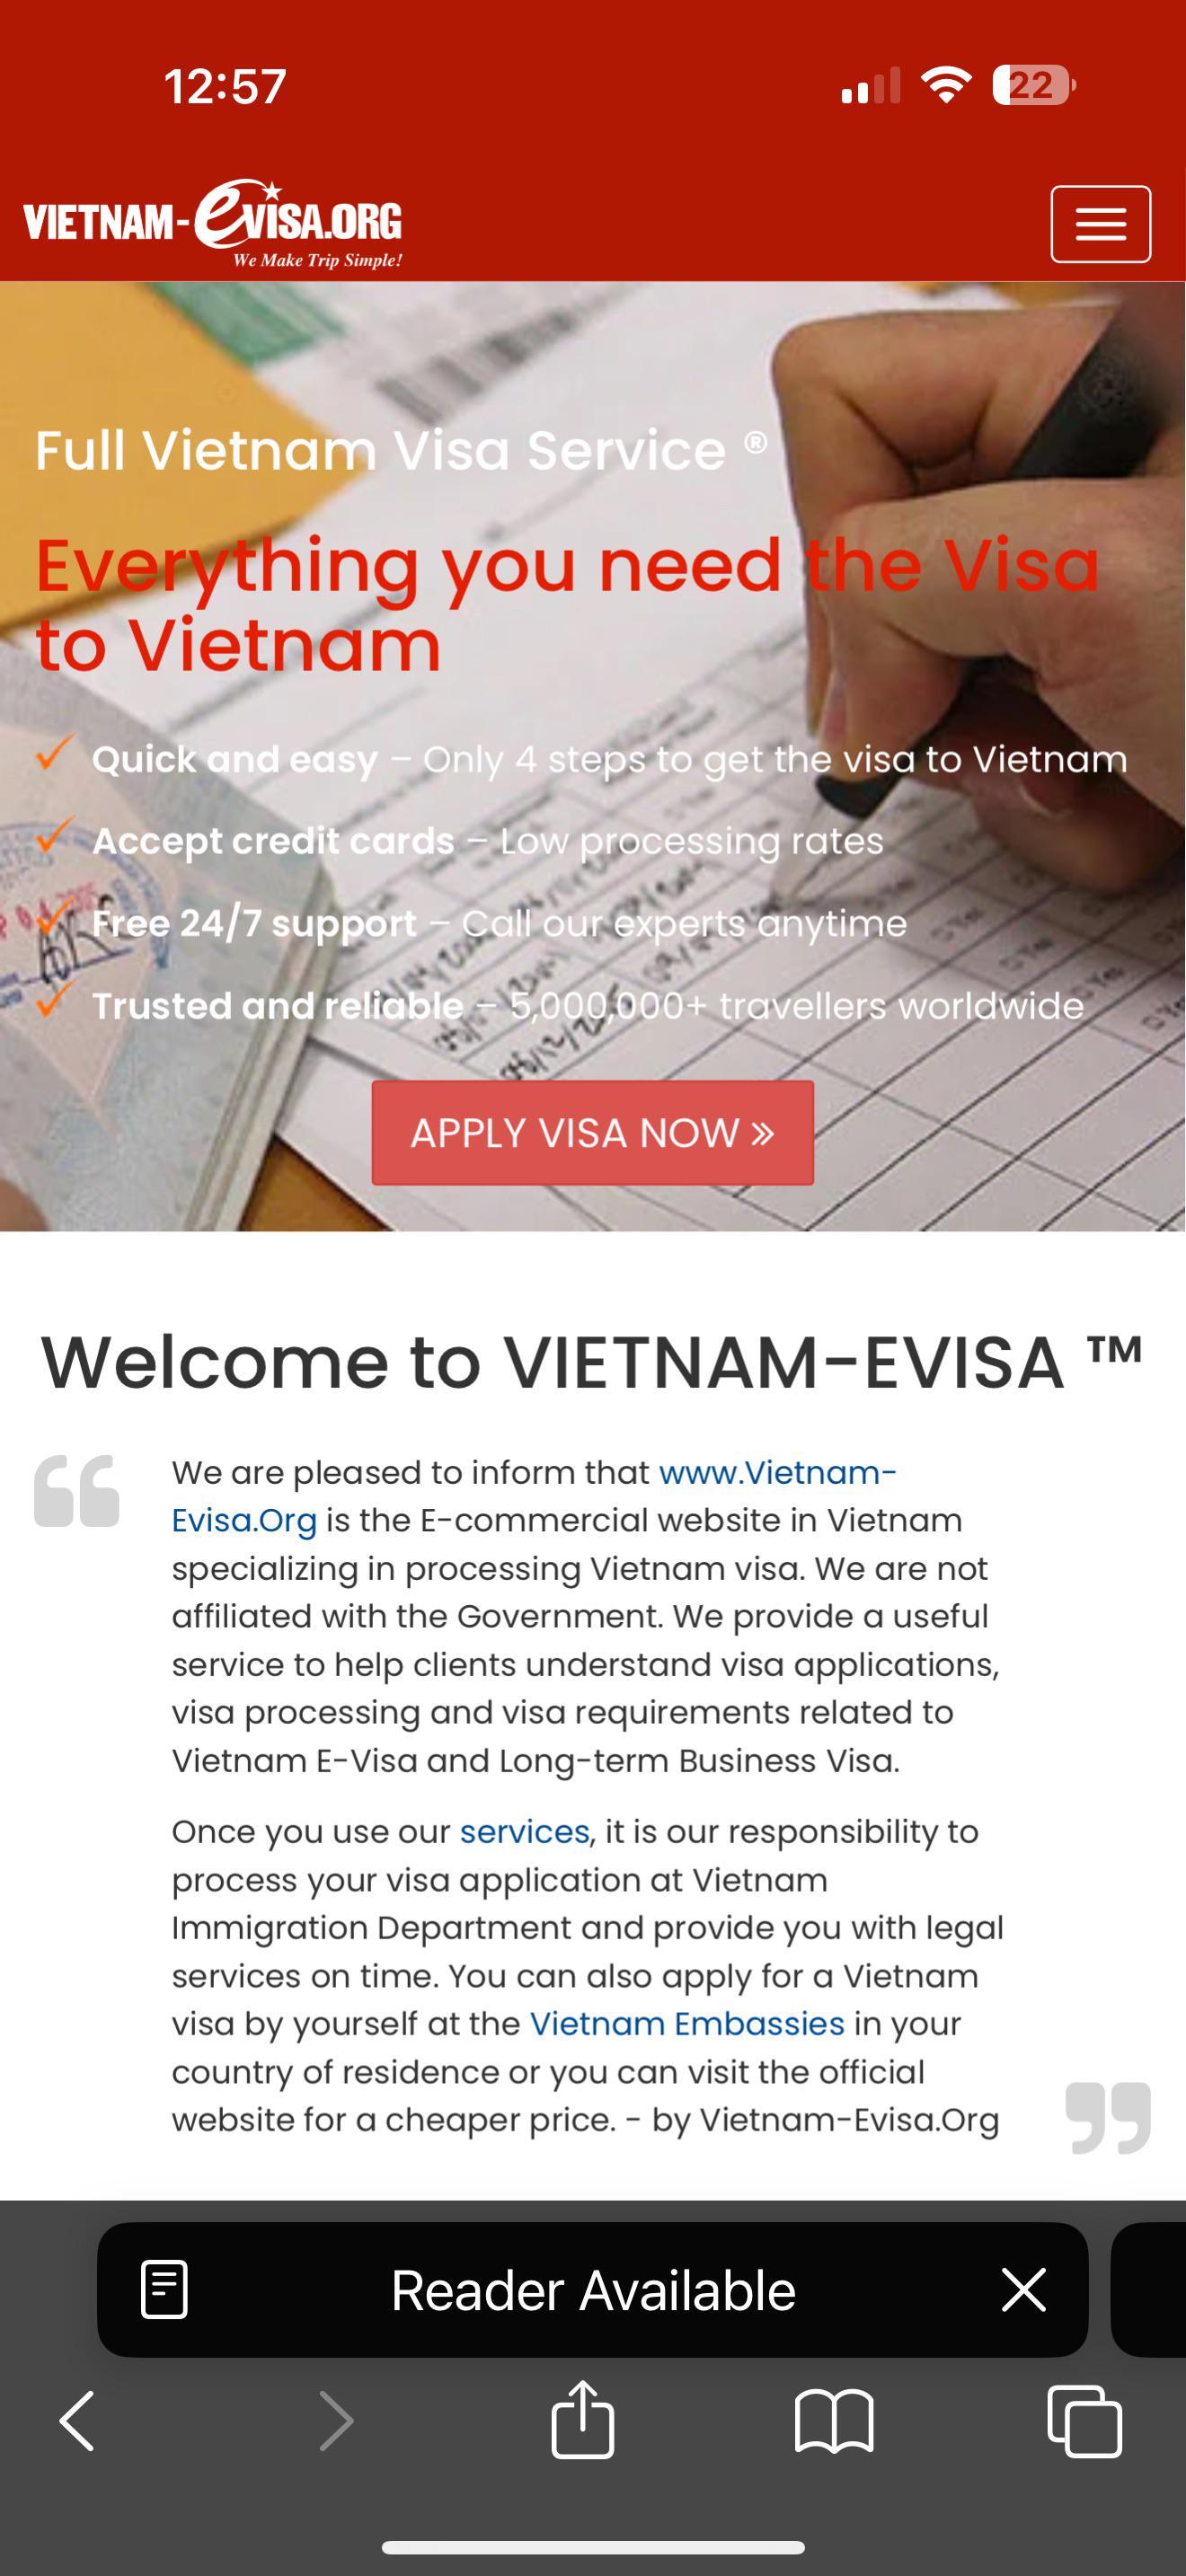 12:57
22
VIETNAM-eVISA.ORG
We Make Trip Simple!
Full Vietnam Visa Service ®
Everything you need the Visa
to Vietnam
Quick and easy – Only 4 steps to get the visa to Vietnam
Accept credit cards – Low processing rates
Free 24/7 support – Call our experts anytime
Trusted and reliable – 5,000,000+ travellers worldwide
APPLY VISA NOW »
Welcome to VIETNAM-EVISA ™
We are pleased to inform that www.Vietnam-
Evisa.Org is the E-commercial website in Vietnam
specializing in processing Vietnam visa. We are not
affiliated with the Government. We provide a useful
service to help clients understand visa applications,
visa processing and visa requirements related to
Vietnam E-Visa and Long-term Business Visa.
Once you use our services, it is our responsibility to
process your visa application at Vietnam
Immigration Department and provide you with legal
services on time. You can also apply for a Vietnam
visa by yourself at the Vietnam Embassies in your
country of residence or you can visit the official
website for a cheaper price. - by Vietnam-Evisa.Org
Reader Available